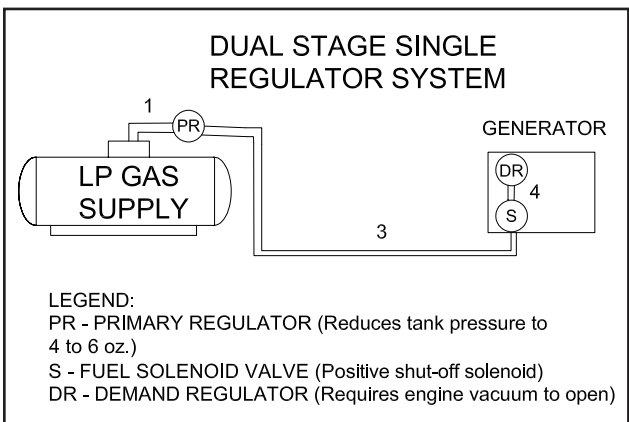 DUAL STAGE SINGLE
REGULATOR SYSTEM
1
PR
GENERATOR
LP GAS
SUPPLY
DR
4
S
3
LEGEND:
PR - PRIMARY REGULATOR (Reduces tank pressure to
4 to 6 oz.)
S - FUEL SOLENOID VALVE (Positive shut-off solenoid)
DR - DEMAND REGULATOR (Requires engine vacuum to open)